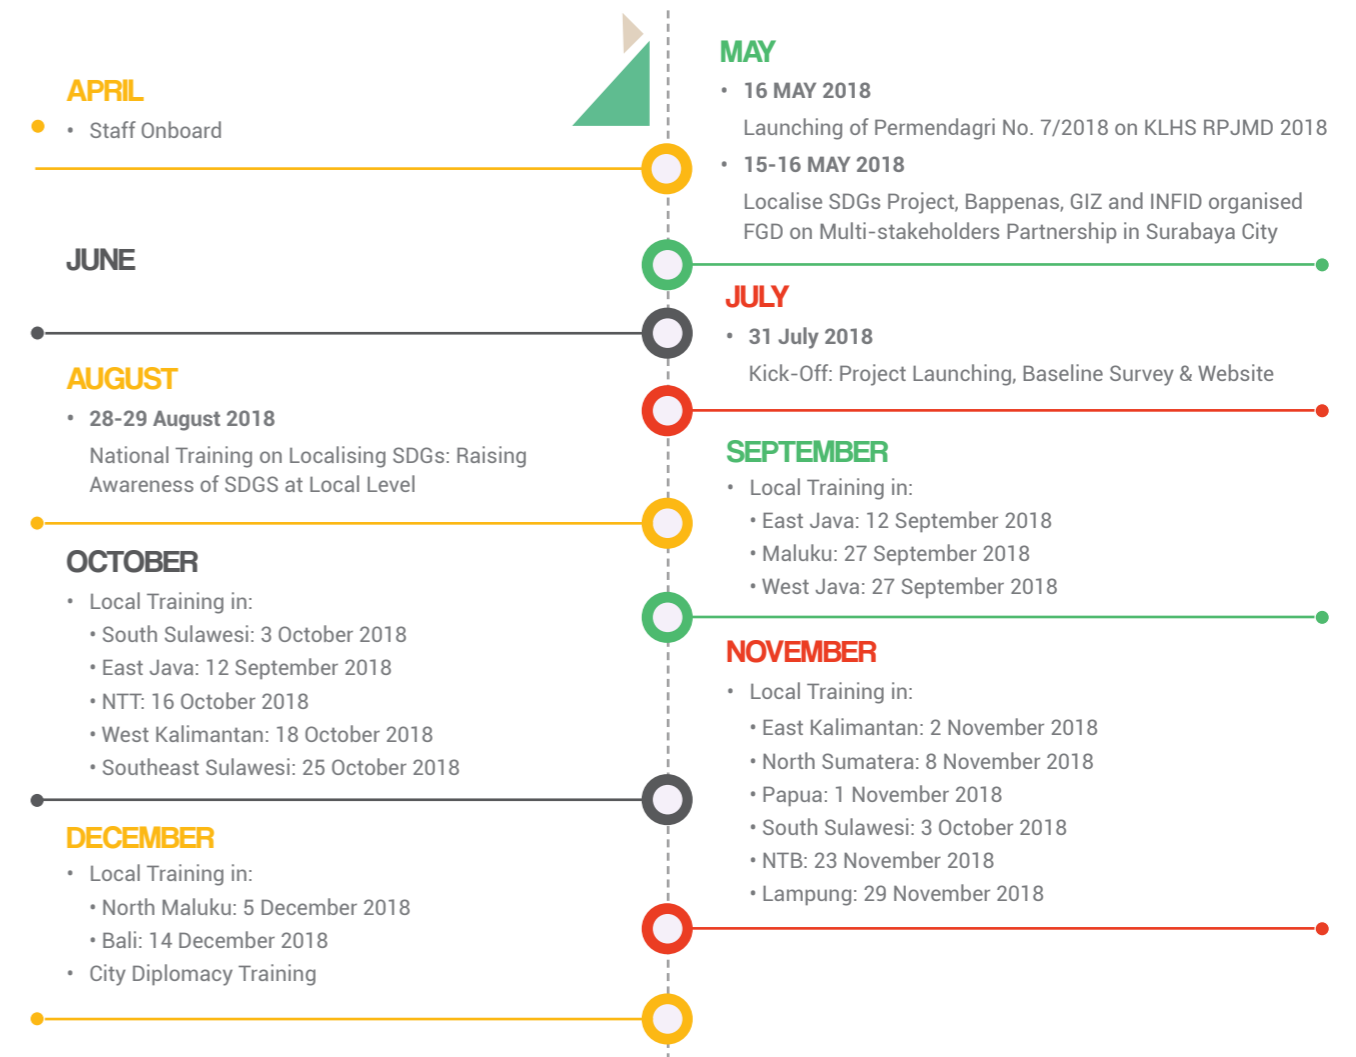 APRIL
• Staff Onboard
MAY
• 16 MAY 2018
Launching of Permendagri No. 7/2018 on KLHS RPJMD 2018
• 15-16 MAY 2018
Localise SDGs Project, Bappenas, GIZ and INFID organised
FGD on Multi-stakeholders Partnership in Surabaya City
JUNE
JULY
• 31 July 2018
Kick-Off: Project Launching, Baseline Survey & Website
AUGUST
• 28-29 August 2018
National Training on Localising SDGs: Raising
Awareness of SDGS at Local Level
SEPTEMBER
• Local Training in:
• East Java: 12 September 2018
• Maluku: 27 September 2018
• West Java: 27 September 2018
OCTOBER
• Local Training in:
• South Sulawesi: 3 October 2018
• East Java: 12 September 2018
• NTT: 16 October 2018
• West Kalimantan: 18 October 2018
• Southeast Sulawesi: 25 October 2018
NOVEMBER
• Local Training in:
• East Kalimantan: 2 November 2018
• North Sumatera: 8 November 2018
• Papua: 1 November 2018
• South Sulawesi: 3 October 2018
• NTB: 23 November 2018
• Lampung: 29 November 2018
DECEMBER
• Local Training in:
• North Maluku: 5 December 2018
• Bali: 14 December 2018
• City Diplomacy Training